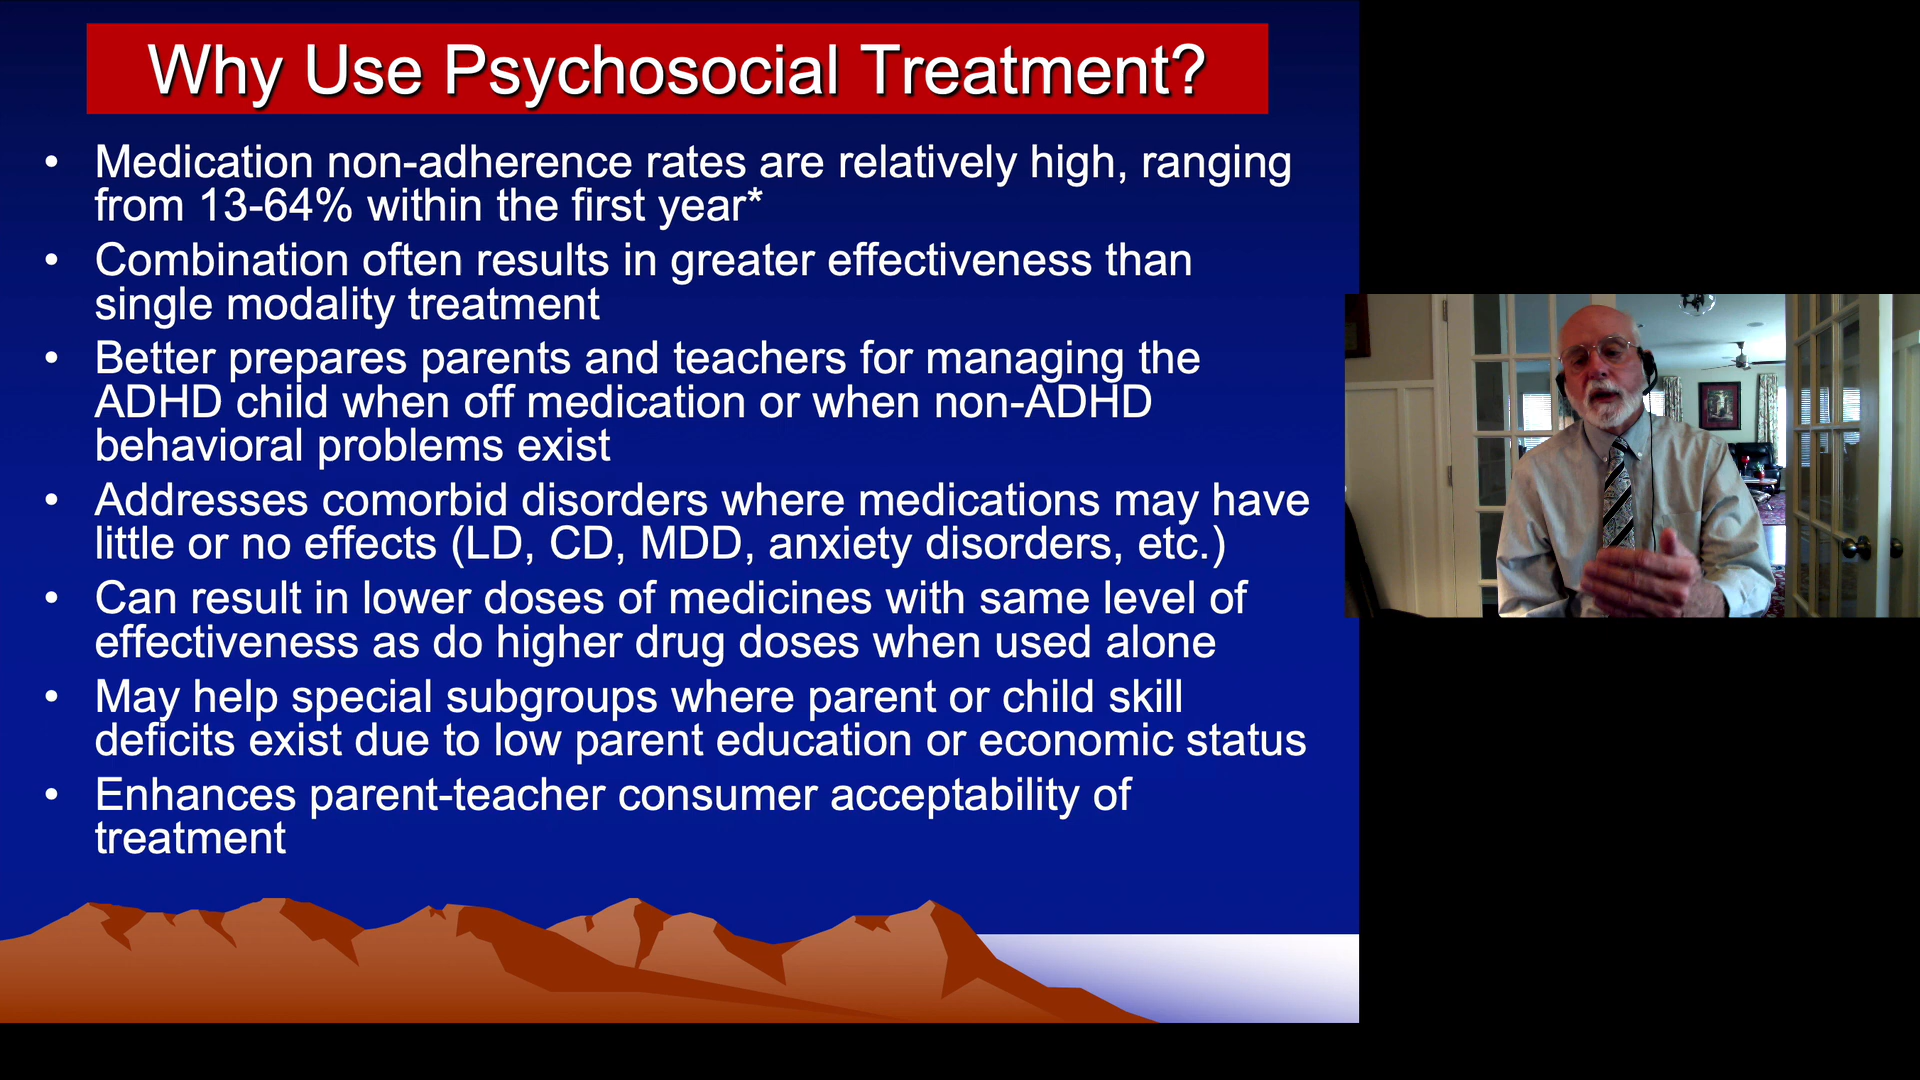 Why Use Psychosocial Treatment?
• Medication non-adherence rates are relatively high, ranging
from 13-64% within the first year*
• Combination often results in greater effectiveness than
single modality treatment
• Better prepares parents and teachers for managing the
ADHD child when off medication or when non-ADHD
behavioral problems exist
• Addresses comorbid disorders where medications may have
little or no effects (LD, CD, MDD, anxiety disorders, etc.)
• Can result in lower doses of medicines with same level of
effectiveness as do higher drug doses when used alone
• May help special subgroups where parent or child skill
deficits exist due to low parent education or economic status
• Enhances parent-teacher consumer acceptability of
treatment